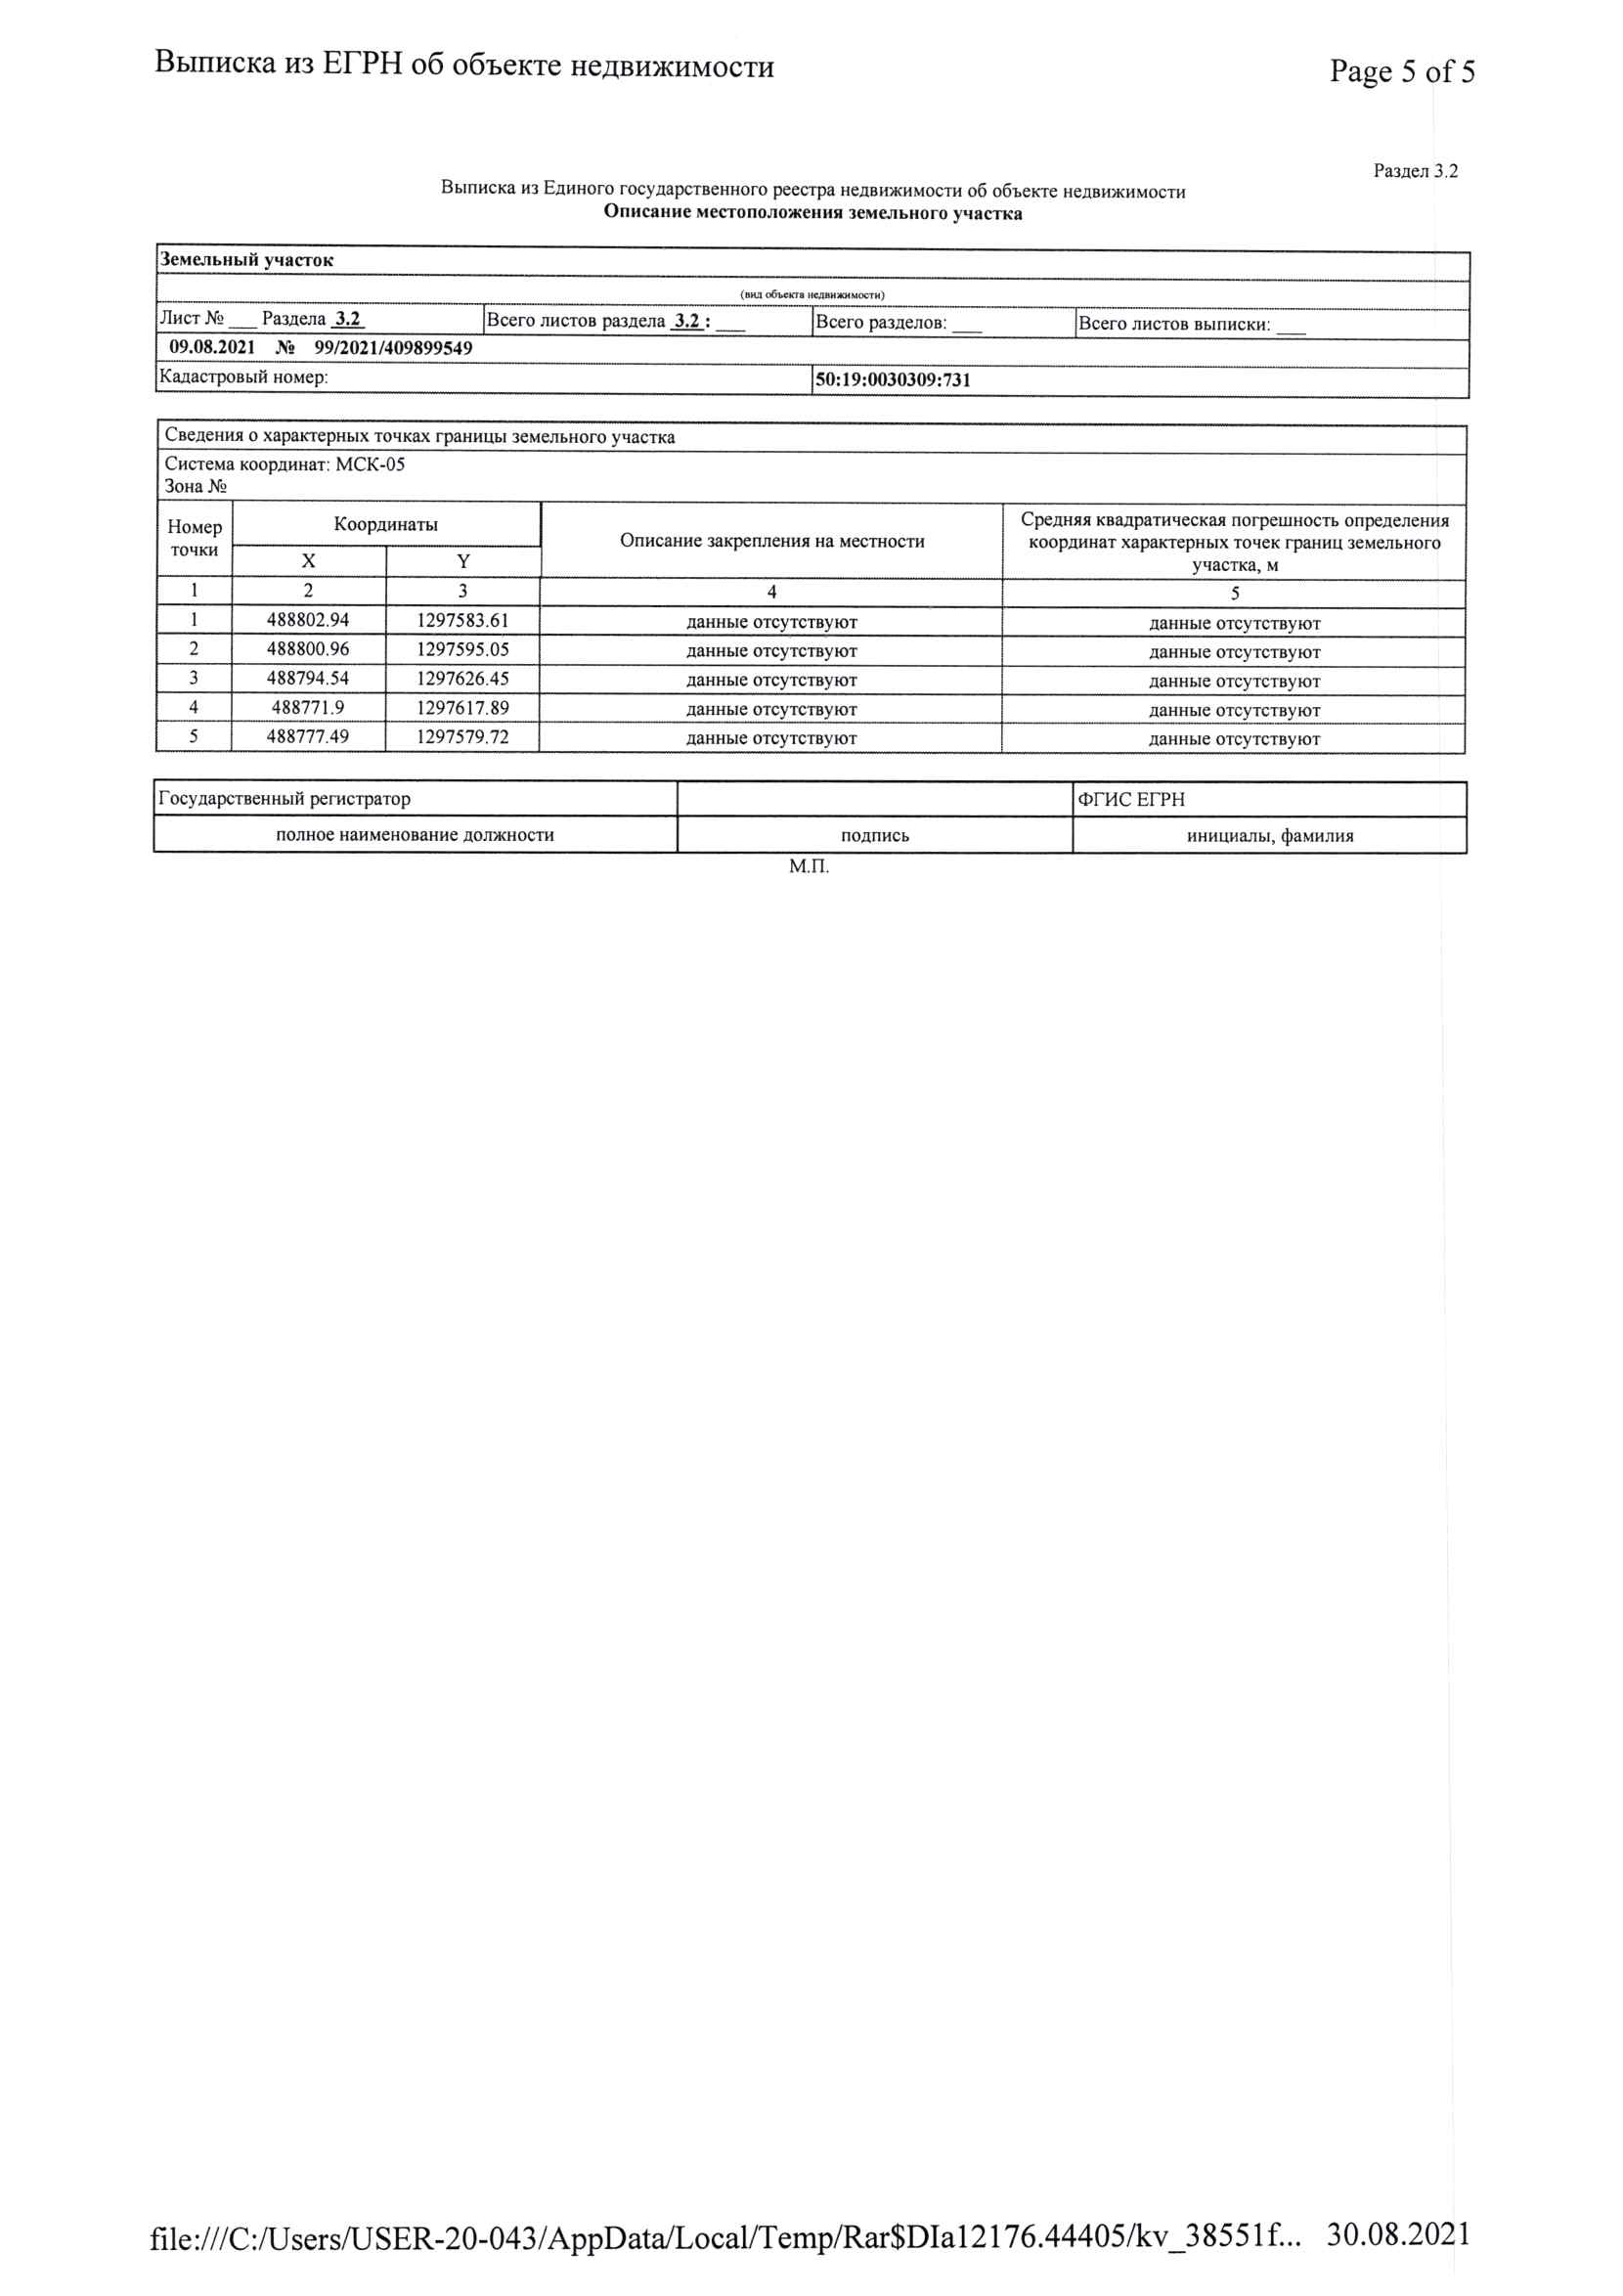 Выписка из ЕГРН об объекте недвижимости Page 5 of 5
Раздел 3.2
Выписка из Единого государственного реестра недвижимости об объекте недвижимости
Описание местоположения земельного участка
Земельный участок
(вид объекта недвижимости)
Лист № ___ Раздела 3.2 Всего листов раздела 3.2 : ___ Всего разделов: ___ Всего листов выписки: ___
09.08.2021 № 99/2021/409899549
Кадастровый номер: 50:19:0030309:731
Сведения о характерных точках границы земельного участка
Система координат: МСК-05
Зона №
Номер точки Координаты Описание закрепления на местности Средняя квадратическая погрешность определения координат характерных точек границ земельного участка, м
X Y
1 2 3 4 5
1 488802.94 1297583.61 данные отсутствуют данные отсутствуют
2 488800.96 1297595.05 данные отсутствуют данные отсутствуют
3 488794.54 1297626.45 данные отсутствуют данные отсутствуют
4 488771.9 1297617.89 данные отсутствуют данные отсутствуют
5 488777.49 1297579.72 данные отсутствуют данные отсутствуют
Государственный регистратор ФГИС ЕГРН
полное наименование должности подпись инициалы, фамилия
М.П.
file:///C:/Users/USER-20-043/AppData/Local/Temp/Rar$DIa12176.44405/kv_38551f... 30.08.2021